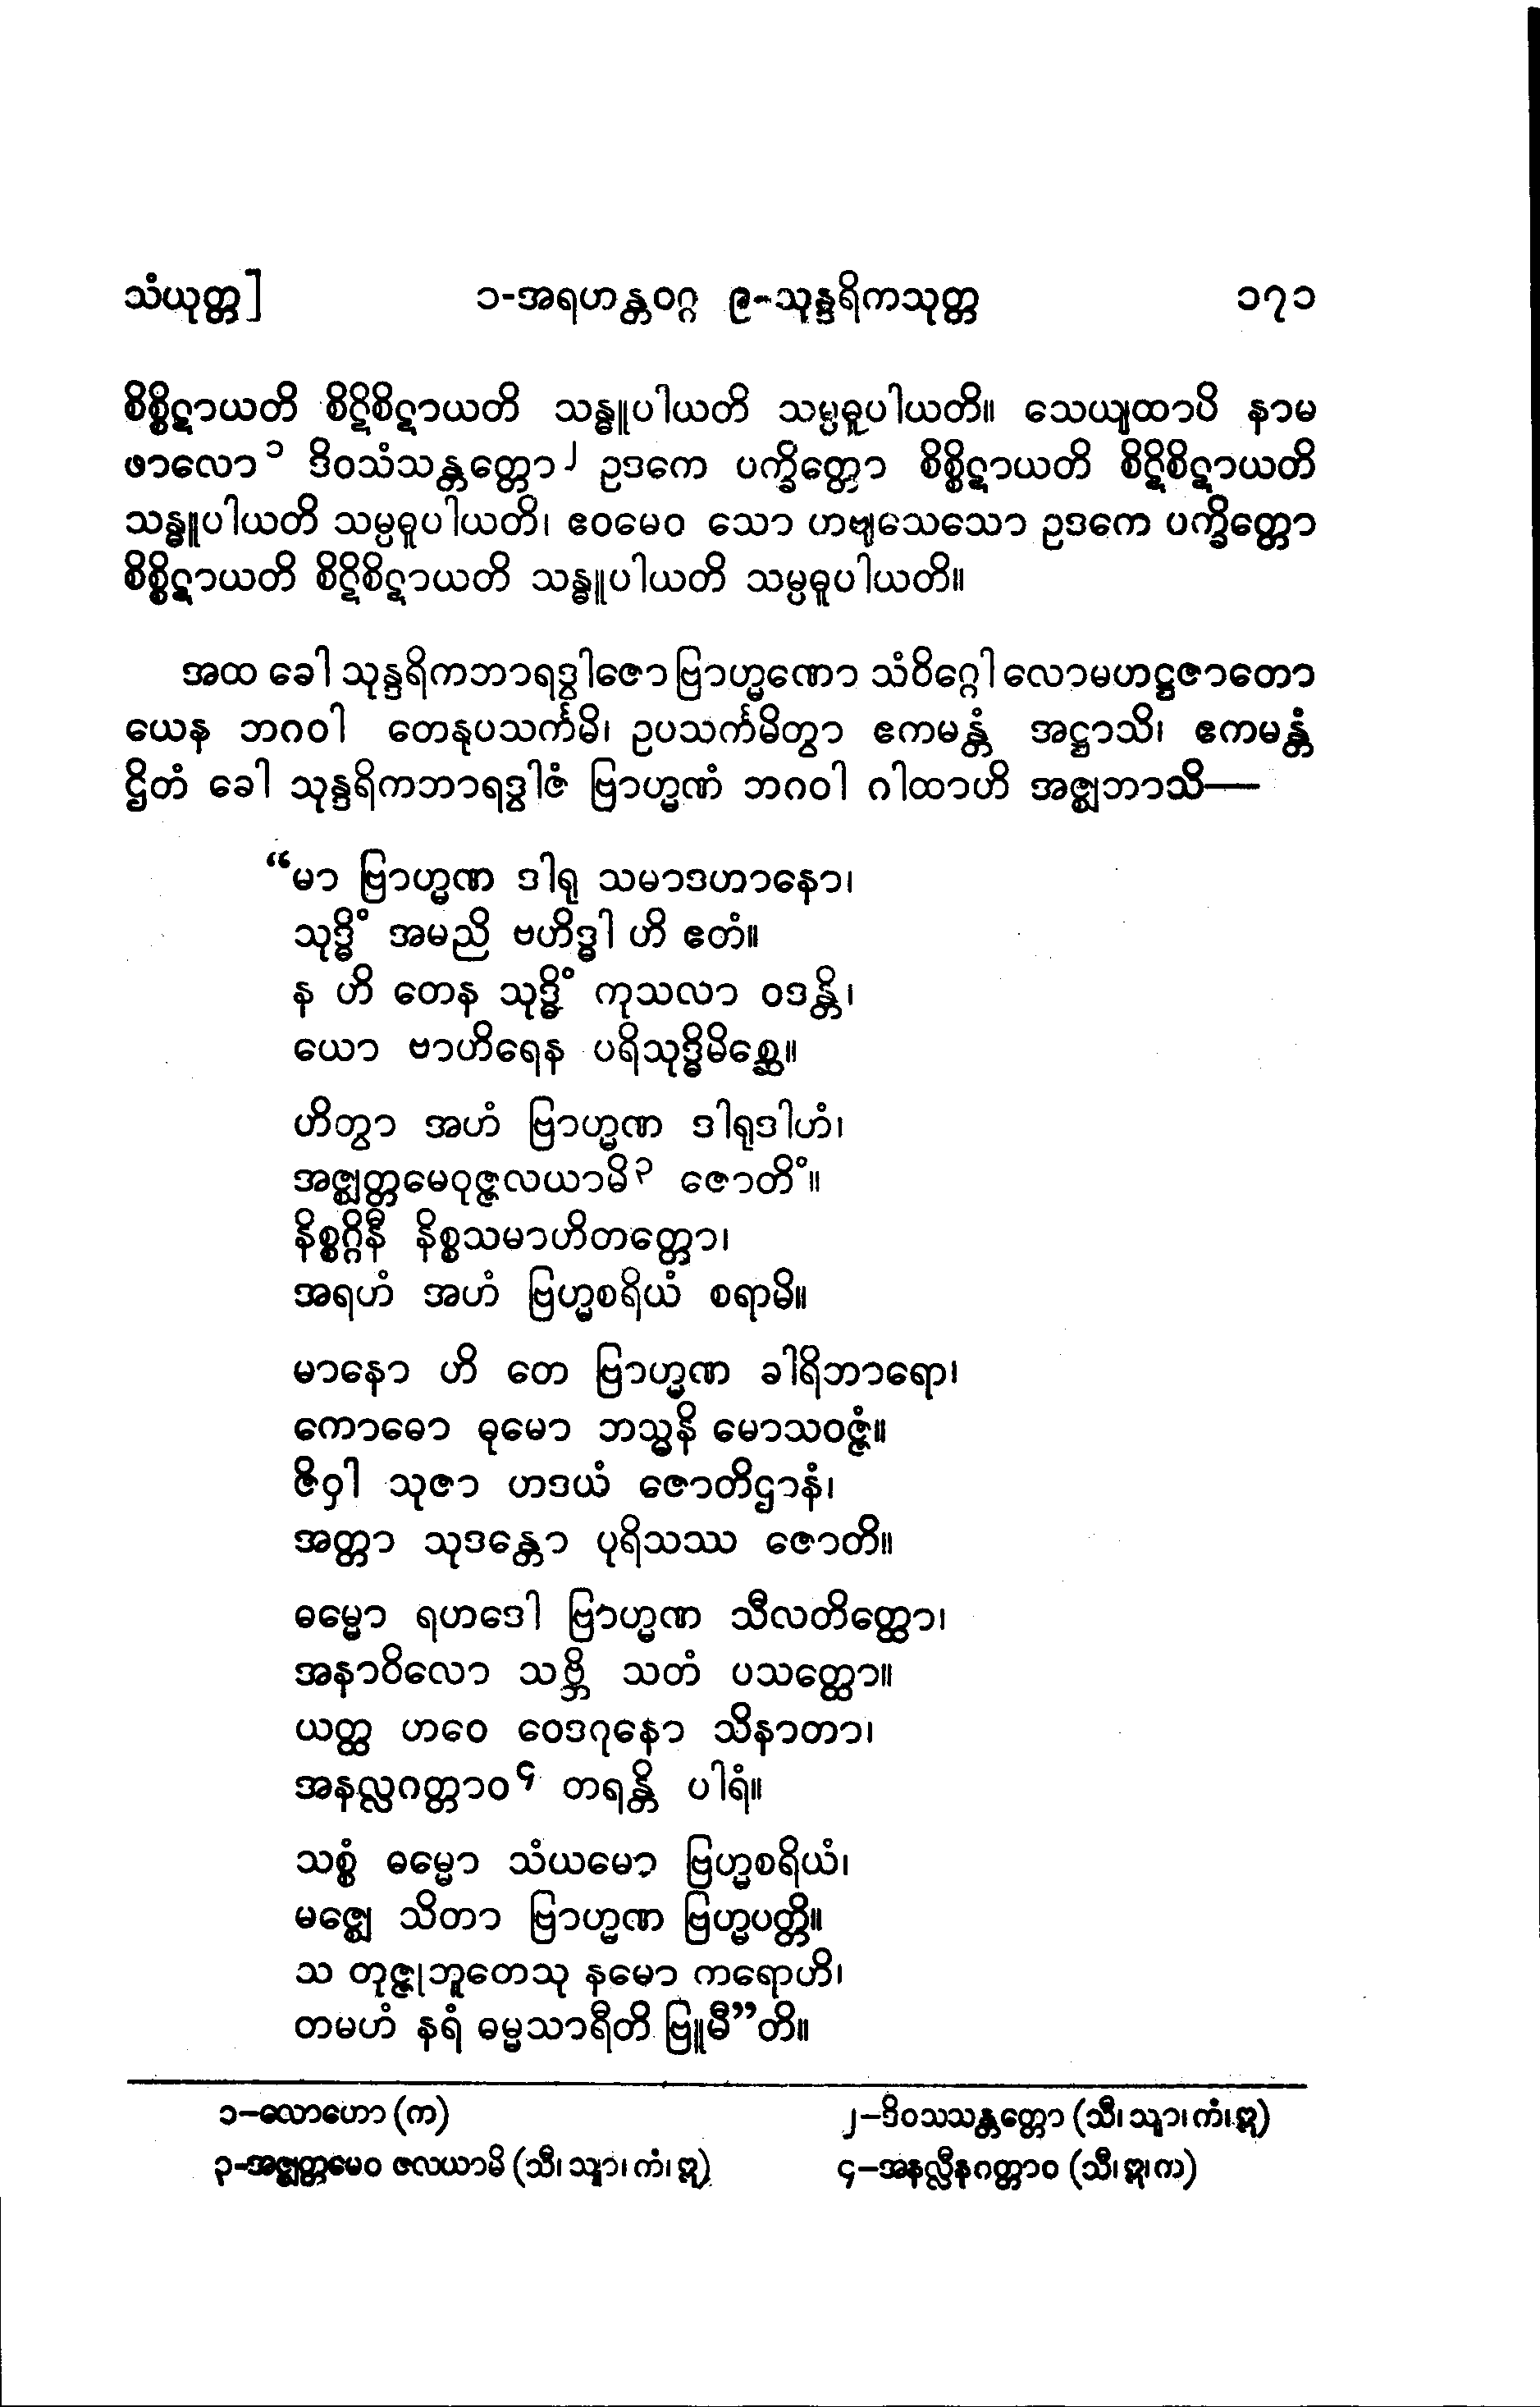 သံယုတ္တ] ၁-အရဟန္တဝဂ္ဂ ၉-သုန္ဒရိကသုတ္တ ၁၇၁
စိစ္စိဋာယတိ စိဋိစိဋာယတိ သန္ဓူပါယတိ သမ္ပဓူပါယတိ။ သေယျထာပိ နာမ
ဖာလော၁ ဒိဝသံသန္တတ္တော၂ ဥဒကေ ပက္ခိတ္တော စိစ္စိဋာယတိ စိဋိစိဋာယတိ
သန္ဓူပါယတိ သမ္ပဓူပါယတိ၊ ဧဝမေဝ သော ဟဗျသေသော ဥဒကေ ပက္ခိတ္တော
စိစ္စိဋာယတိ စိဋိစိဋာယတိ သန္ဓူပါယတိ သမ္ပဓူပါယတိ။
အထ ခေါ သုန္ဒရိကဘာရဒွါဇော ဗြာဟ္မဏော သံဝိဂ္ဂေါ လောမဟဋ္ဌဇာတော
ယေန ဘဂဝါ တေနုပသင်္ကမိ၊ ဥပသင်္ကမိတွာ ဧကမန္တံ အဋ္ဌာသိ၊ ဧကမန္တံ
ဌိတံ ခေါ သုန္ဒရိကဘာရဒွါဇံ ဗြာဟ္မဏံ ဘဂဝါ ဂါထာဟိ အဇ္ဈဘာသိ—
“မာ ဗြာဟ္မဏ ဒါရု သမာဒဟာနော၊
သုဒ္ဓိံ အမညိ ဗဟိဒ္ဓါ ဟိ ဧတံ။
န ဟိ တေန သုဒ္ဓိံ ကုသလာ ဝဒန္တိ၊
ယော ဗာဟိရေန ပရိသုဒ္ဓိမိစ္ဆေ။
ဟိတွာ အဟံ ဗြာဟ္မဏ ဒါရုဒါဟံ၊
အဇ္ဈတ္တမေဝုဇ္ဇလယာမိ၃ ဇောတိံ။
နိစ္စဂ္ဂိနီ နိစ္စသမာဟိတတ္တော၊
အရဟံ အဟံ ဗြဟ္မစရိယံ စရာမိ။
မာနော ဟိ တေ ဗြာဟ္မဏ ခါရိဘာရော၊
ကောဓော ဓုမော ဘသ္မနိ မောသဝဇ္ဇံ။
ဇိဝှါ သုဇာ ဟဒယံ ဇောတိဌာနံ၊
အတ္တာ သုဒန္တော ပုရိသဿ ဇောတိ။
ဓမ္မော ရဟဒေါ ဗြာဟ္မဏ သီလတိတ္ထော၊
အနာဝိလော သဗ္ဘိ သတံ ပသတ္ထော။
ယတ္ထ ဟဝေ ဝေဒဂုနော သိနာတာ၊
အနလ္လဂတ္တာဝ၄ တရန္တိ ပါရံ။
သစ္စံ ဓမ္မော သံယမော ဗြဟ္မစရိယံ၊
မဇ္ဈေ သိတာ ဗြာဟ္မဏ ဗြဟ္မပတ္တိ။
သ တုဇ္ဇုဘူတေသု နမော ကရောဟိ၊
တမဟံ နရံ ဓမ္မသာရီတိ ဗြူမီ”တိ။
၁–လောဟော (က) ၂–ဒိဝသသန္တတ္တော (သီ၊ သျာ၊ ကံ၊ ဣ)
၃–အဇ္ဈတ္တမေဝ ဇလယာမိ (သီ၊ သျာ၊ ကံ၊ ဣ) ၄–အနလ္လီနဂတ္တာဝ (သီ၊ ဣ၊ က)